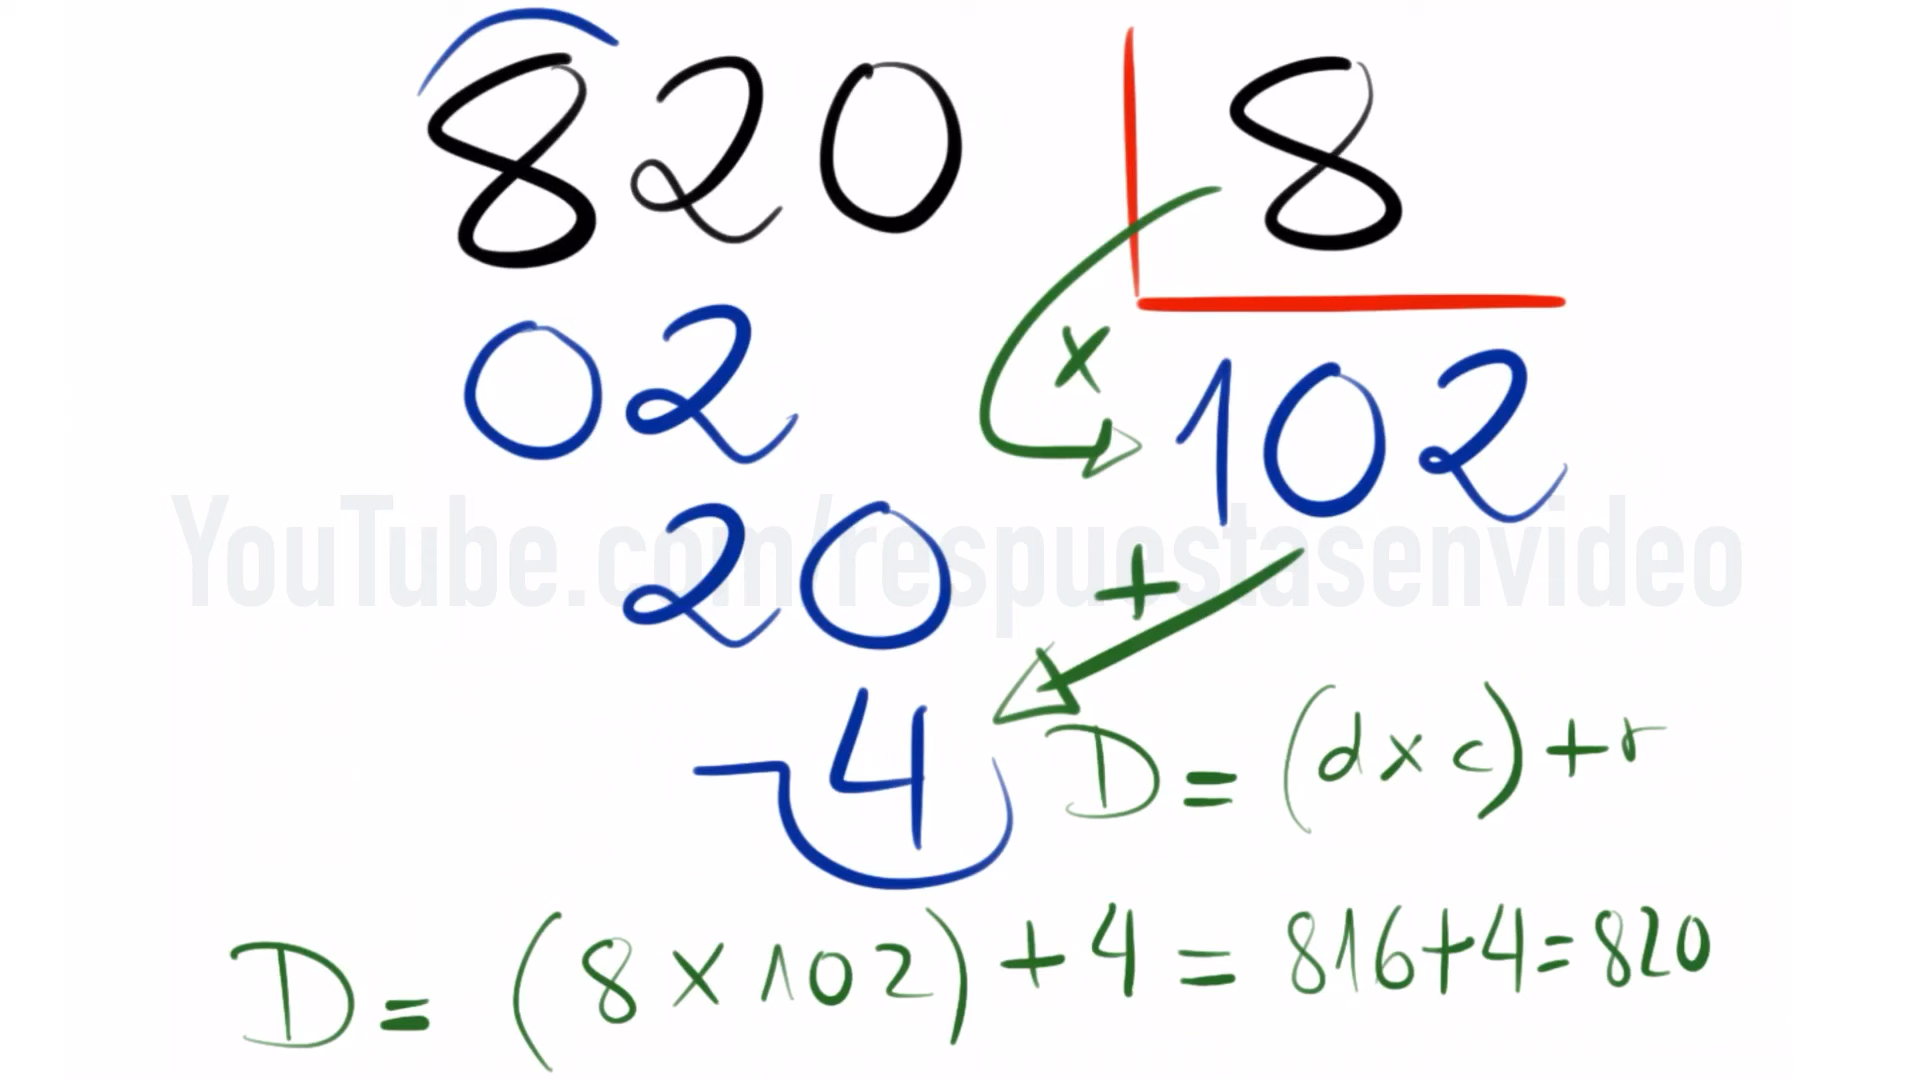 820 8
02 x 102
20 +
4
D = (d x c) + r
D = (8 x 102) + 4 = 816 + 4 = 820
YouTube.com/respuestasenvideo